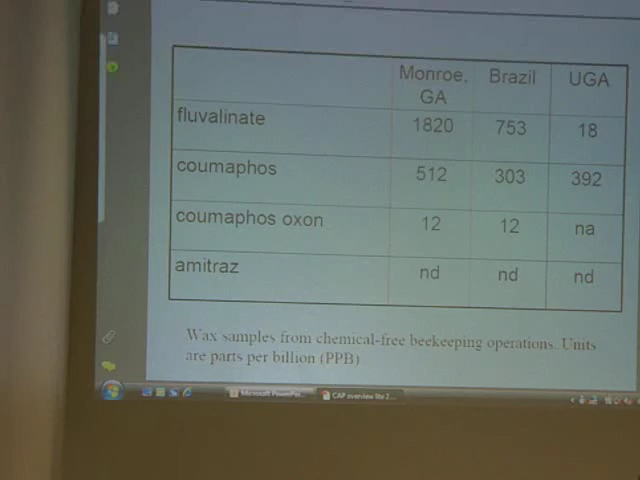 Monroe, GA Brazil UGA
fluvalinate 1820 753 18
coumaphos 512 303 392
coumaphos oxon 12 12 na
amitraz nd nd nd
Wax samples from chemical-free beekeeping operations. Units
are parts per billion (PPB)
Microsoft PowerPoi... CAP overview lite 2...